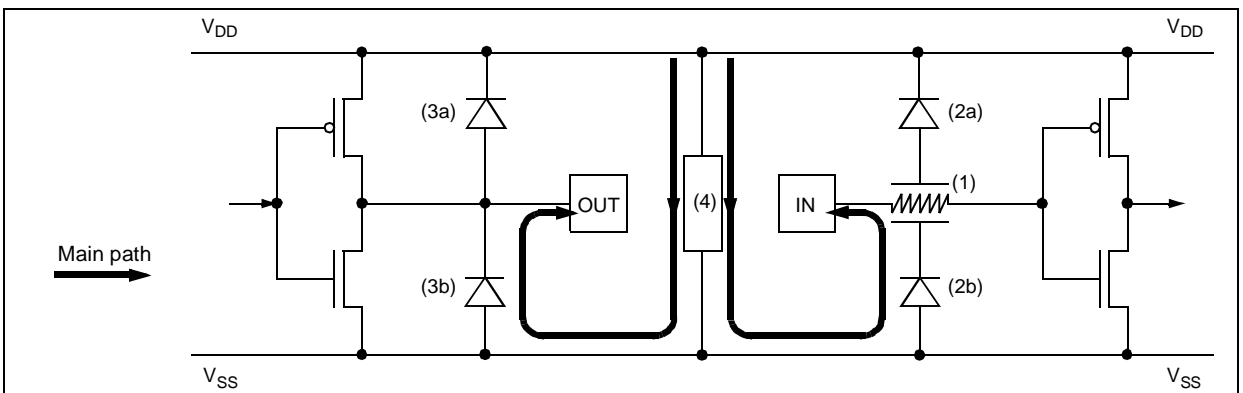 VDD VDD
(3a) (2a)
(1)
OUT (4) IN
Main path
(3b) (2b)
VSS VSS